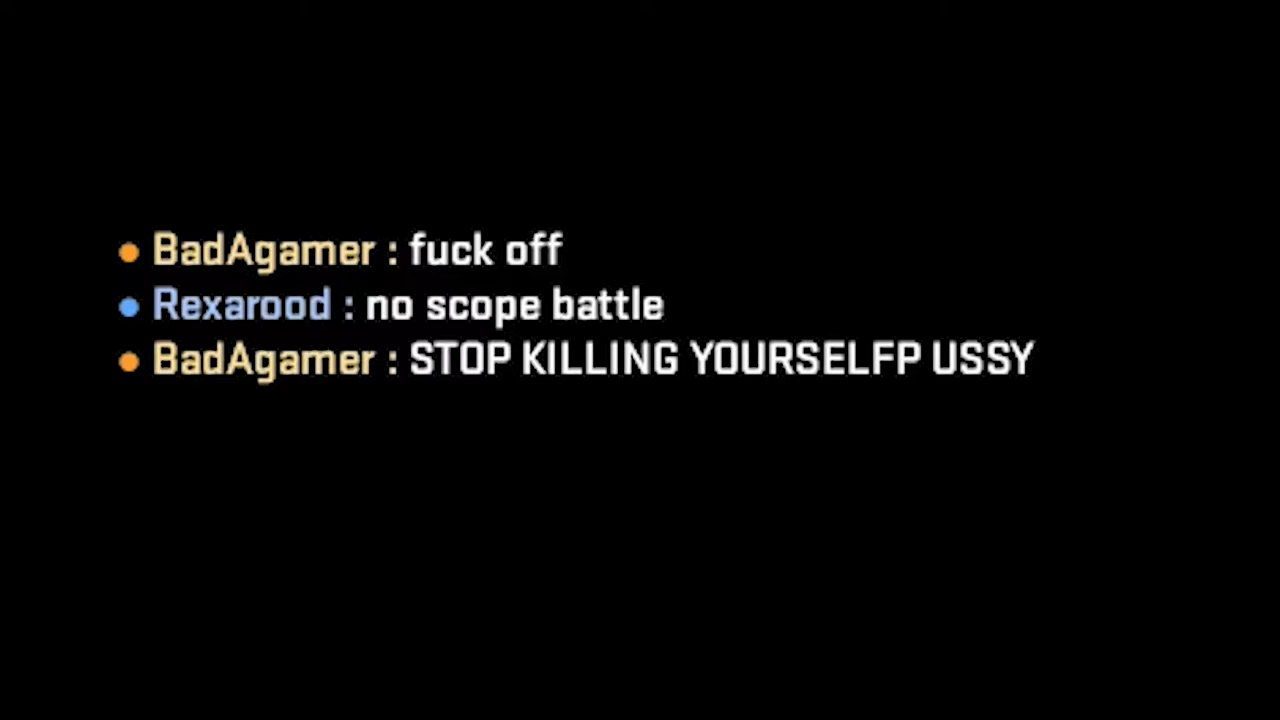 BadAgamer : fuck off
Rexarood : no scope battle
BadAgamer : STOP KILLING YOURSELFP USSY